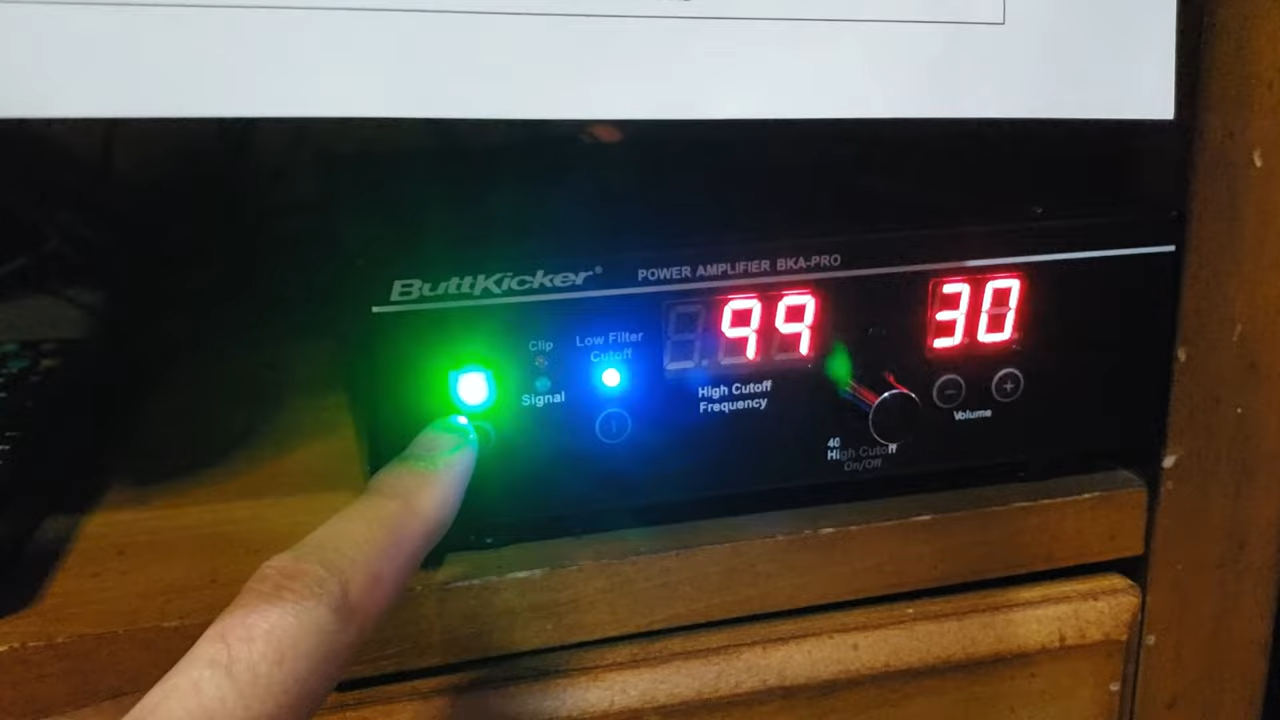 ButtKicker®
POWER AMPLIFIER BKA-PRO
Clip
Signal
Low Filter
Cutoff
99
High Cutoff
Frequency
40
High Cutoff
On/Off
30
- +
Volume